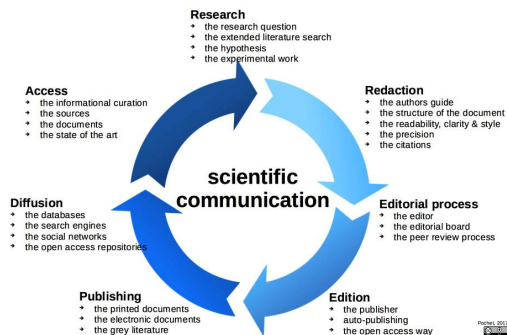 Research
→ the research question
→ the extended literature search
→ the hypothesis
→ the experimental work
Redaction
→ the authors guide
→ the structure of the document
→ the readability, clarity & style
→ the precision
→ the citations
Editorial process
→ the editor
→ the editorial board
→ the peer review process
Edition
→ the publisher
→ auto-publishing
→ the open access way
Publishing
→ the printed documents
→ the electronic documents
→ the grey literature
Diffusion
→ the databases
→ the search engines
→ the social networks
→ the open access repositories
Access
→ the informational curation
→ the sources
→ the documents
→ the state of the art
scientific
communication
Pochet, 2017